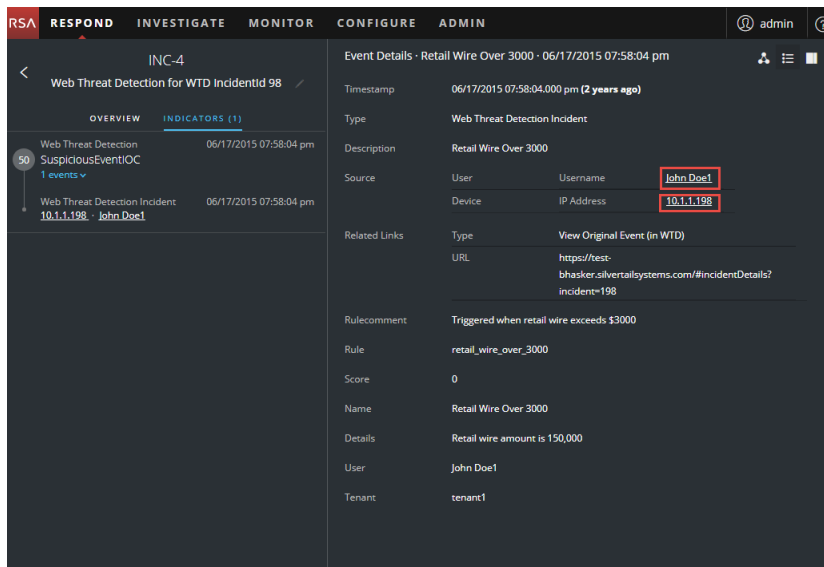 RSA RESPOND INVESTIGATE MONITOR CONFIGURE ADMIN admin ?
INC-4
Web Threat Detection for WTD IncidentId 98
OVERVIEW INDICATORS (1)
Web Threat Detection 06/17/2015 07:58:04 pm
50 SuspiciousEventIOC
1 events
Web Threat Detection Incident 06/17/2015 07:58:04 pm
10.1.1.198 · John Doe1
Event Details · Retail Wire Over 3000 · 06/17/2015 07:58:04 pm
Timestamp 06/17/2015 07:58:04.000 pm (2 years ago)
Type Web Threat Detection Incident
Description Retail Wire Over 3000
Source User Username John Doe1
Device IP Address 10.1.1.198
Related Links Type View Original Event (in WTD)
URL https://test-
bhasker.silvertailsystems.com/#incidentDetails?
incident=198
Rulecomment Triggered when retail wire exceeds $3000
Rule retail_wire_over_3000
Score 0
Name Retail Wire Over 3000
Details Retail wire amount is 150,000
User John Doe1
Tenant tenant1